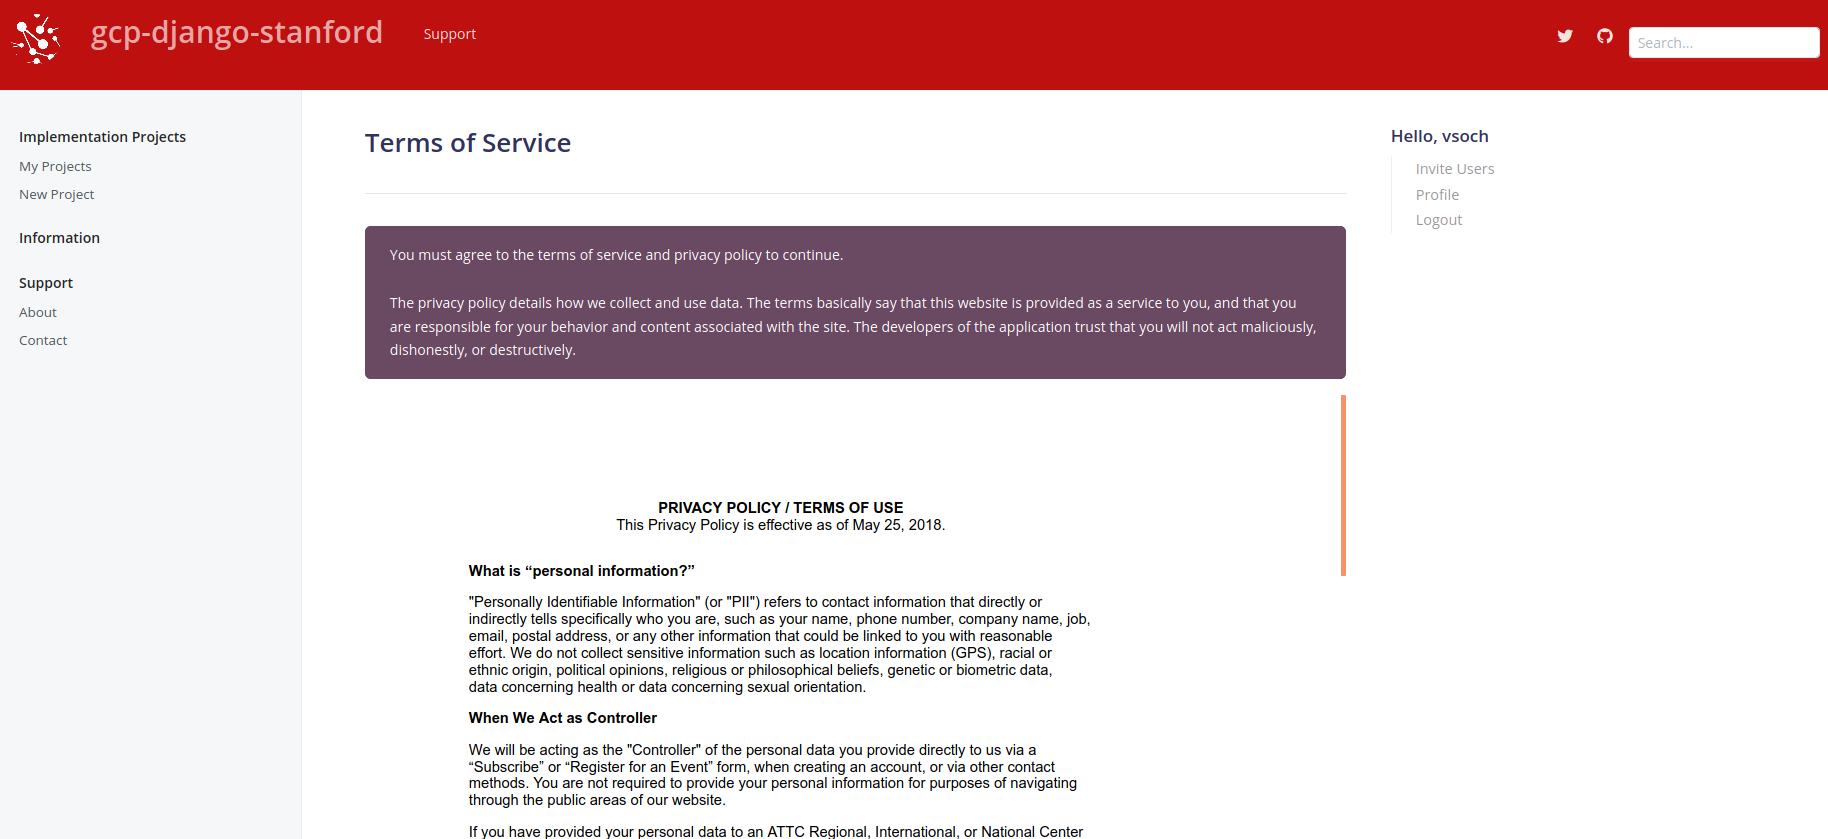 gcp-django-stanford
Support
Search...
Implementation Projects
My Projects
New Project
Information
Support
About
Contact
Terms of Service
You must agree to the terms of service and privacy policy to continue.
The privacy policy details how we collect and use data. The terms basically say that this website is provided as a service to you, and that you
are responsible for your behavior and content associated with the site. The developers of the application trust that you will not act maliciously,
dishonestly, or destructively.
PRIVACY POLICY / TERMS OF USE
This Privacy Policy is effective as of May 25, 2018.
What is “personal information?”
"Personally Identifiable Information" (or "PII") refers to contact information that directly or
indirectly tells specifically who you are, such as your name, phone number, company name, job,
email, postal address, or any other information that could be linked to you with reasonable
effort. We do not collect sensitive information such as location information (GPS), racial or
ethnic origin, political opinions, religious or philosophical beliefs, genetic or biometric data,
data concerning health or data concerning sexual orientation.
When We Act as Controller
We will be acting as the "Controller" of the personal data you provide directly to us via a
“Subscribe” or “Register for an Event” form, when creating an account, or via other contact
methods. You are not required to provide your personal information for purposes of navigating
through the public areas of our website.
If you have provided your personal data to an ATTC Regional, International, or National Center
Hello, vsoch
Invite Users
Profile
Logout